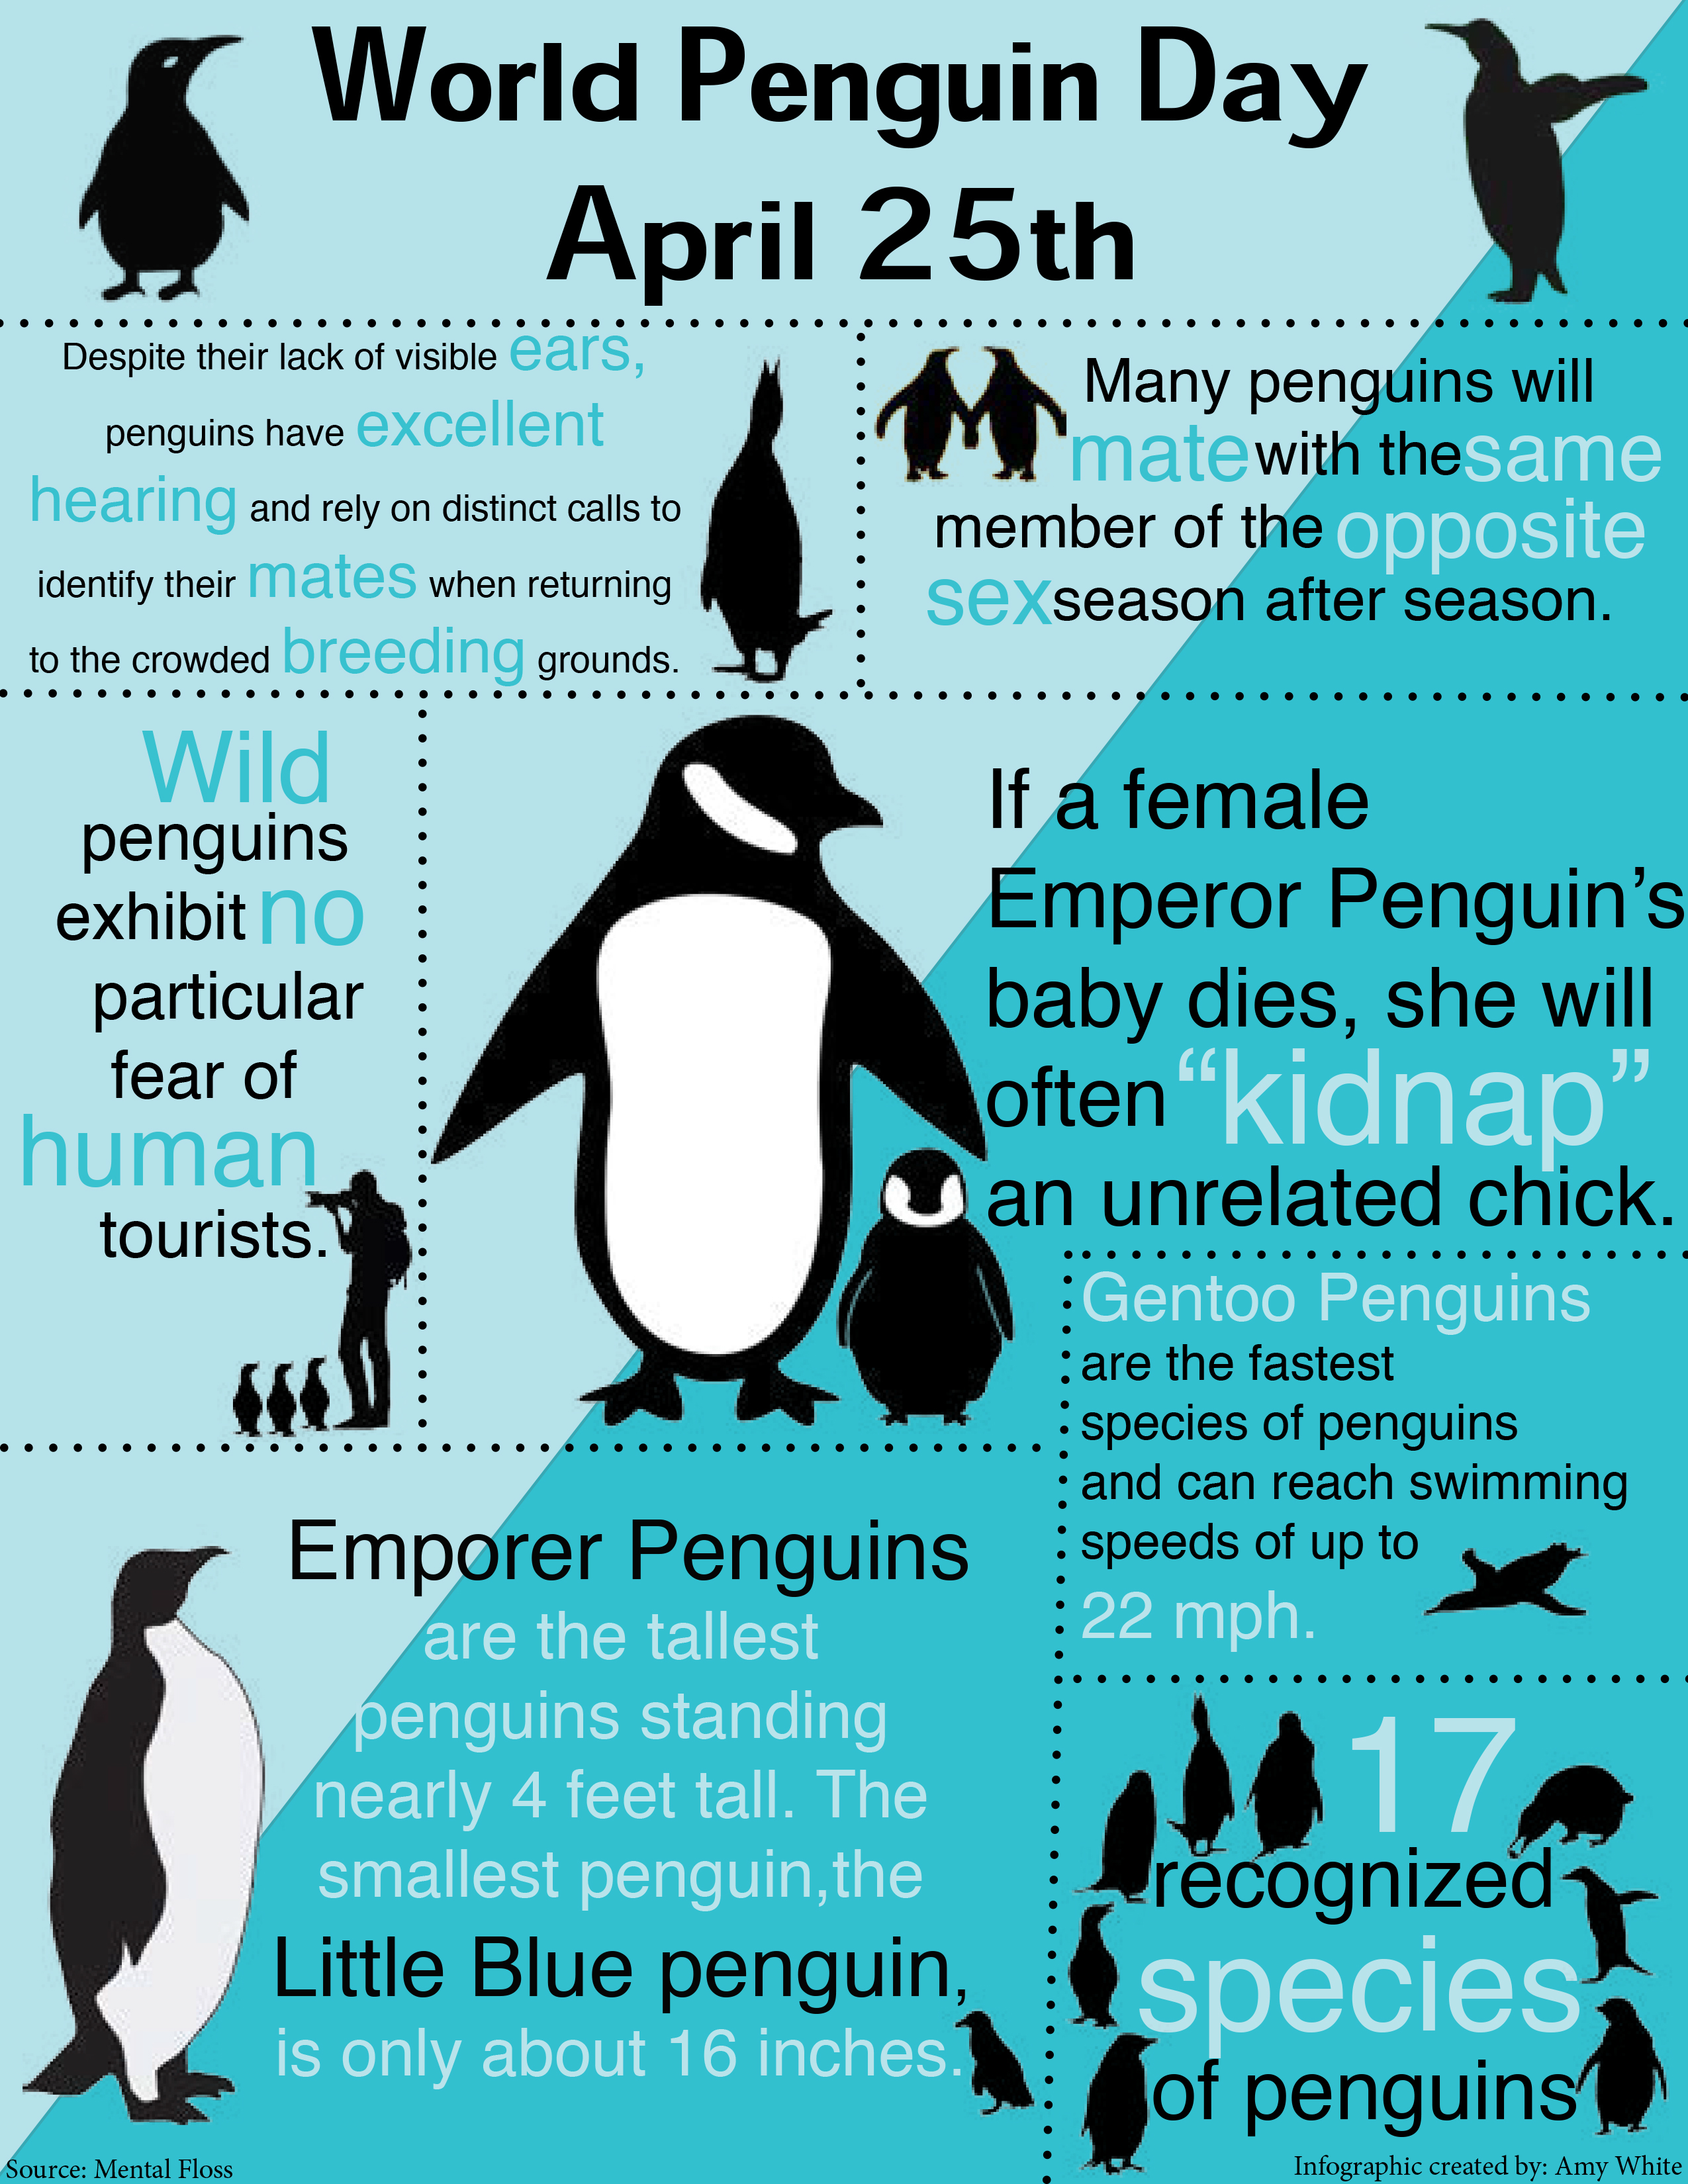 World Penguin Day
April 25th
Despite their lack of visible ears,
penguins have excellent
hearing and rely on distinct calls to
identify their mates when returning
to the crowded breeding grounds.
Many penguins will
mate with the same
member of the opposite
sex season after season.
Wild
penguins
exhibit no
particular
fear of
human
tourists.
If a female
Emperor Penguin’s
baby dies, she will
often “kidnap”
an unrelated chick.
Gentoo Penguins
are the fastest
species of penguins
and can reach swimming
speeds of up to
22 mph.
Emporer Penguins
are the tallest
penguins standing
nearly 4 feet tall. The
smallest penguin,the
Little Blue penguin,
is only about 16 inches.
17
recognized
species
of penguins
Source: Mental Floss
Infographic created by: Amy White